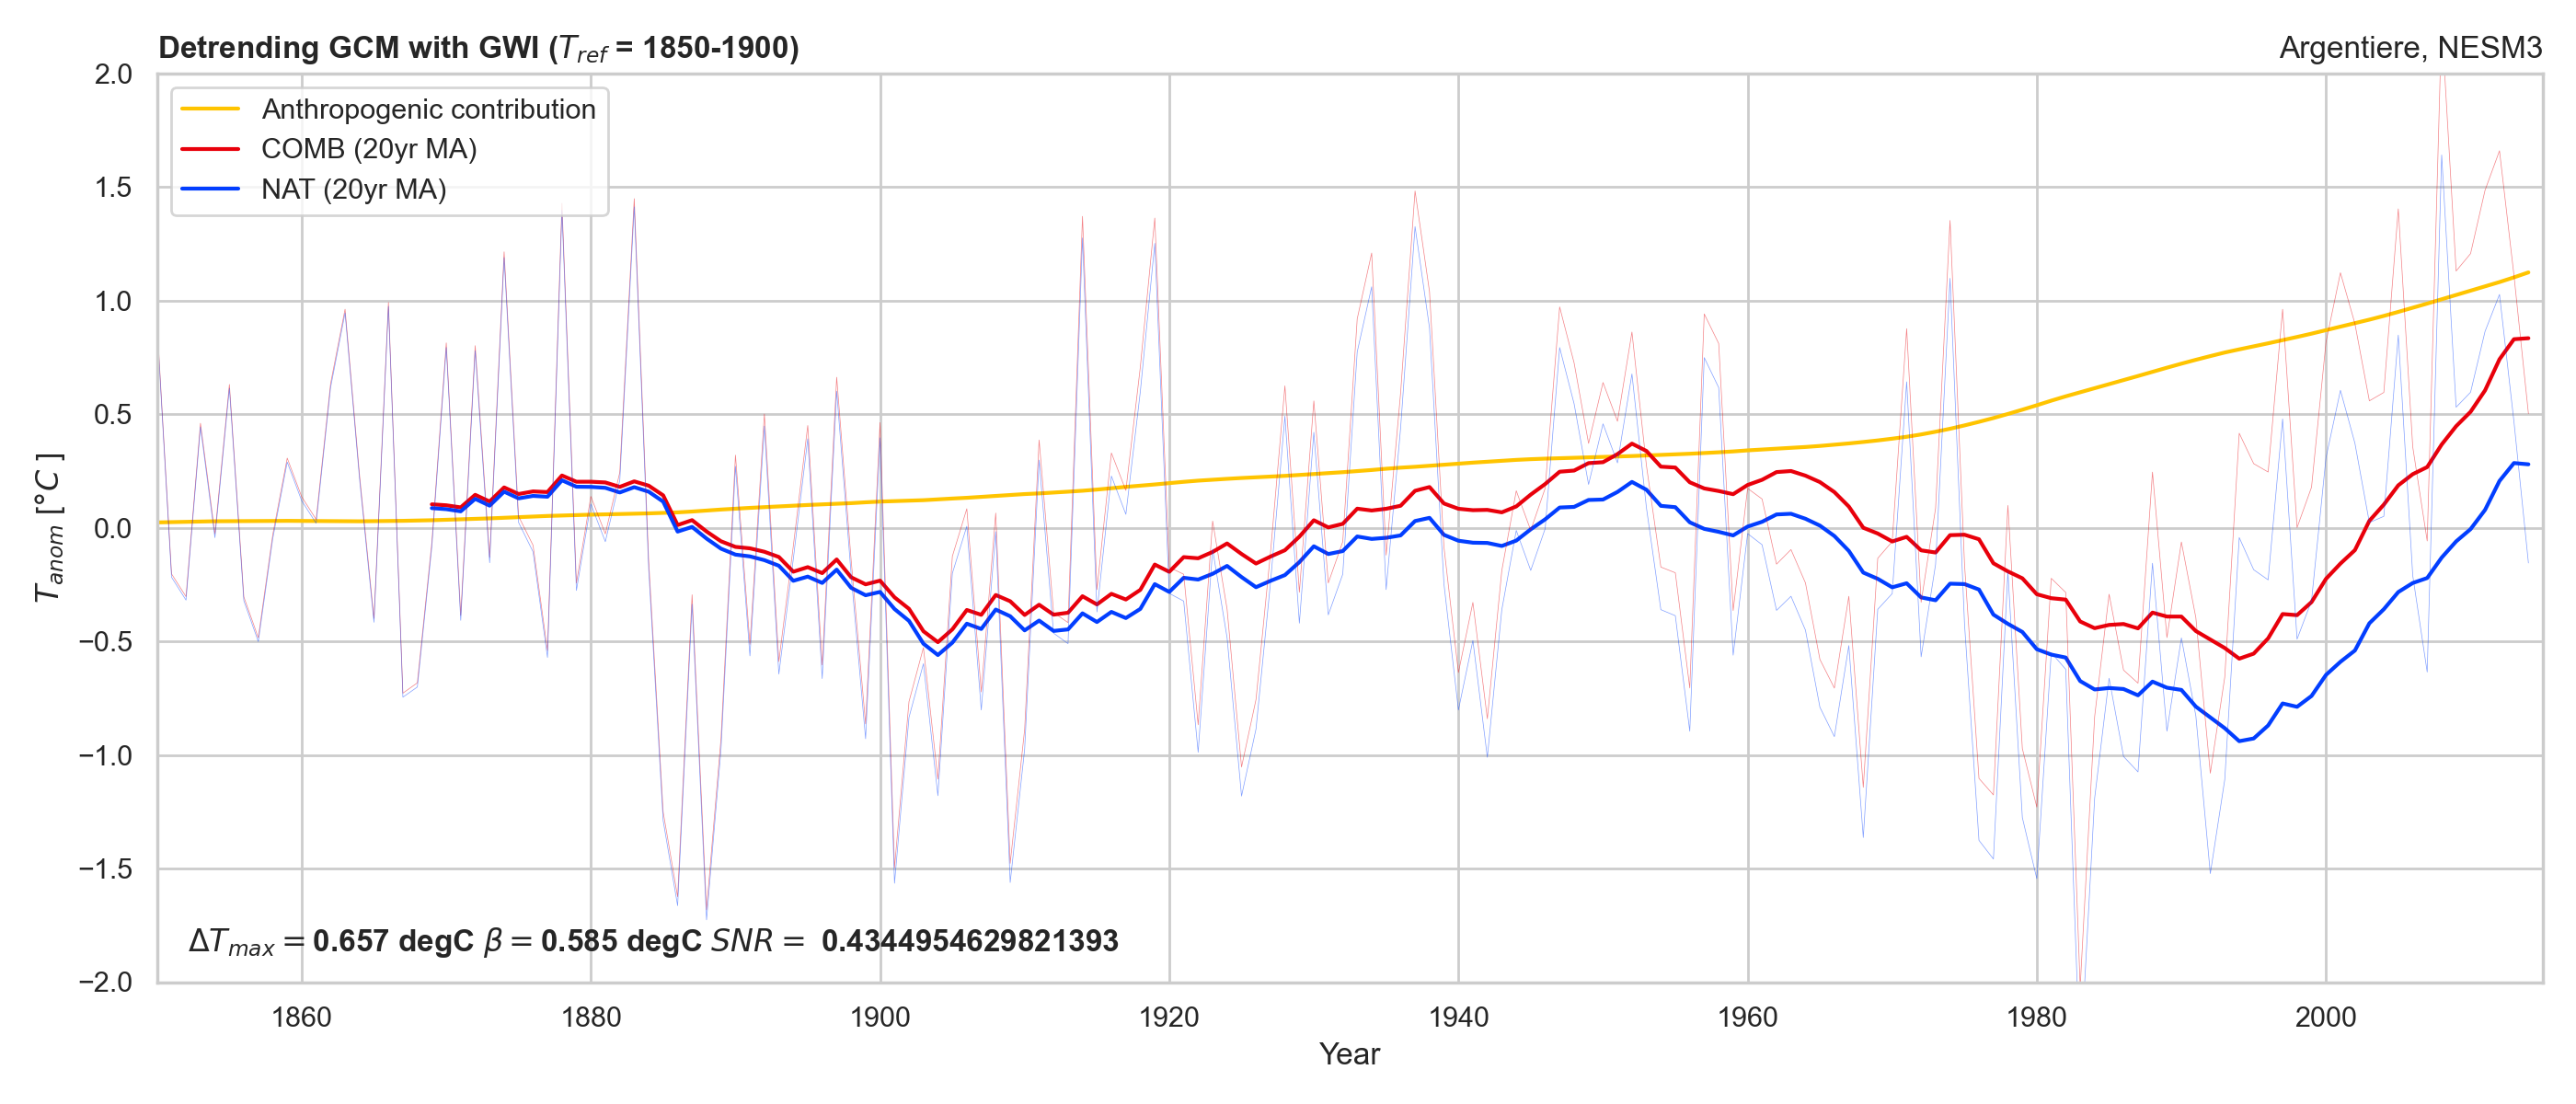 Detrending GCM with GWI (T_ref = 1850-1900)
Argentiere, NESM3
Anthropogenic contribution
COMB (20yr MA)
NAT (20yr MA)
2.0
1.5
1.0
0.5
0.0
−0.5
−1.0
−1.5
−2.0
T_anom [°C ]
ΔT_max = 0.657 degC β = 0.585 degC SNR = 0.4344954629821393
1860 1880 1900 1920 1940 1960 1980 2000
Year